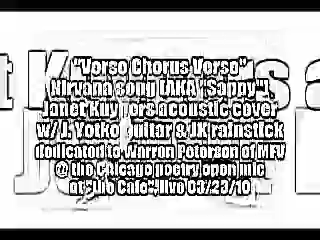 "Verse Chorus Verse"
Nirvana song (AKA "Sappy"),
Janet Kuypers acoustic cover
w/ J. Yotko guitar & JK rainstick
dedicated to Warren Peterson of MFV
@ the Chicago poetry open mic
at "the Cafe", live 03/23/10